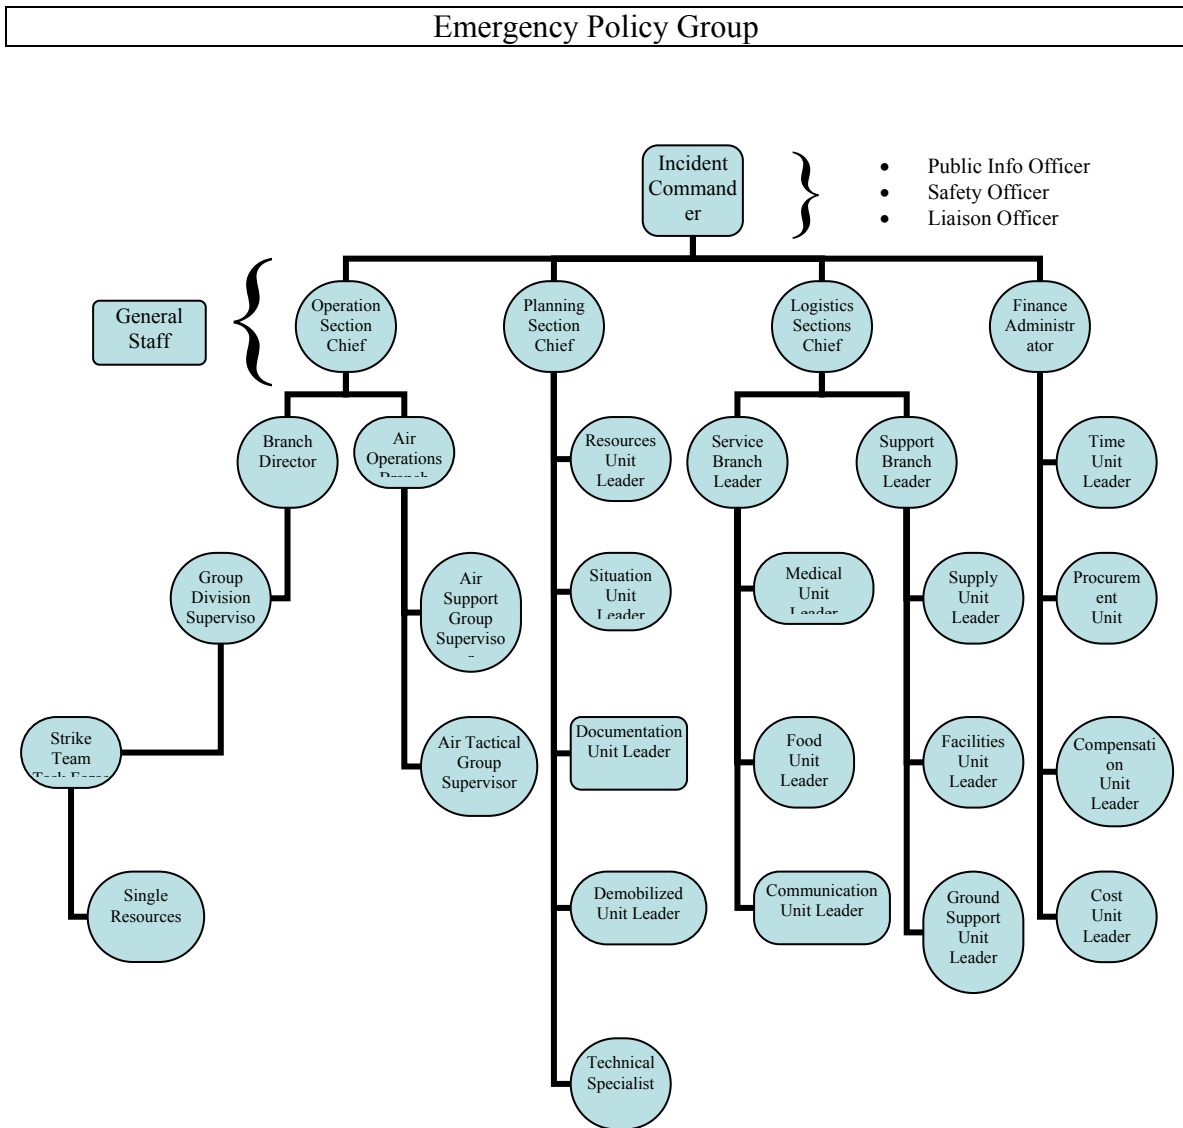 Emergency Policy Group
Incident
Command
er
• Public Info Officer
• Safety Officer
• Liaison Officer
General
Staff
Operation
Section
Chief
Planning
Section
Chief
Logistics
Sections
Chief
Finance
Administr
ator
Branch
Director
Air
Operations
Branch
Resources
Unit
Leader
Service
Branch
Leader
Support
Branch
Leader
Time
Unit
Leader
Group
Division
Superviso
Air
Support
Group
Superviso
Situation
Unit
Leader
Medical
Unit
Leader
Supply
Unit
Leader
Procurem
ent
Unit
Strike
Team
Task Force
Air Tactical
Group
Supervisor
Documentation
Unit Leader
Food
Unit
Leader
Facilities
Unit
Leader
Compensati
on
Unit
Leader
Single
Resources
Demobilized
Unit Leader
Communication
Unit Leader
Ground
Support
Unit
Leader
Cost
Unit
Leader
Technical
Specialist